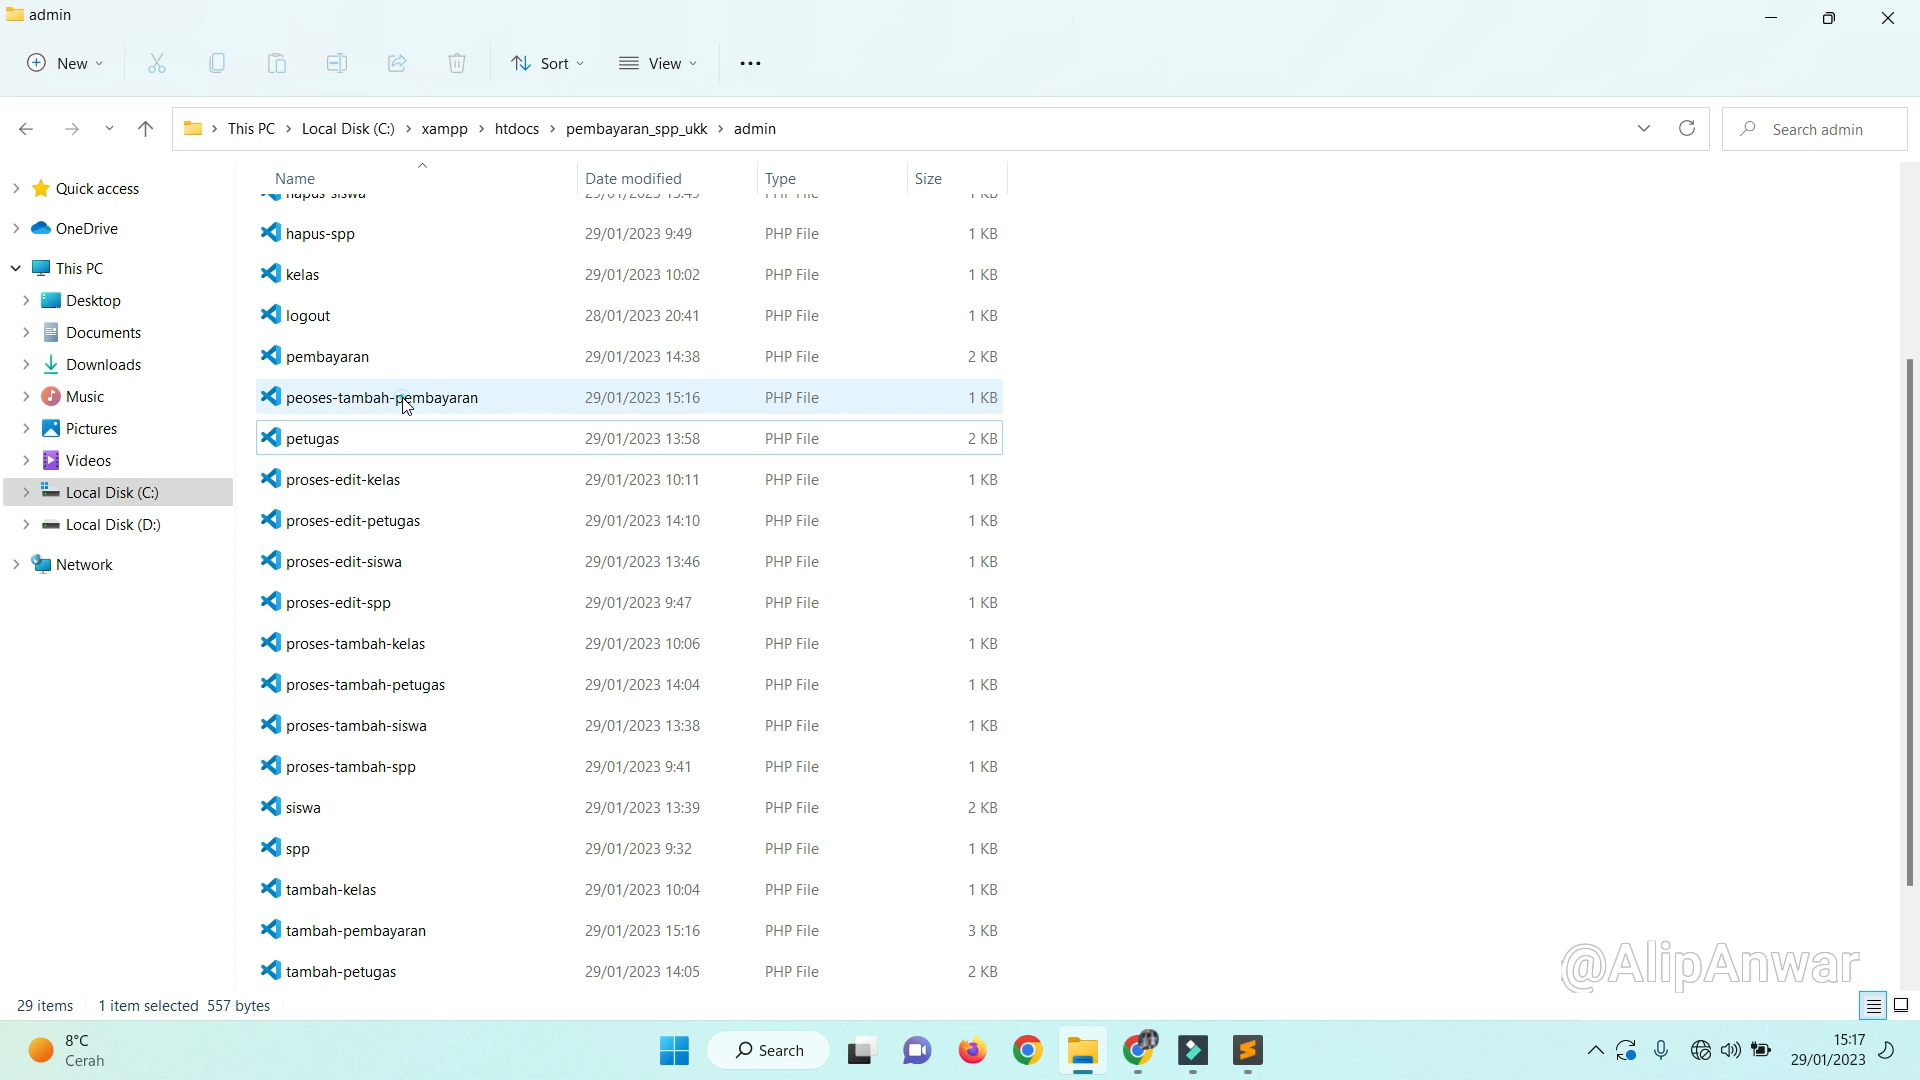 admin
New
Sort
View
This PC
Local Disk (C:)
xampp
htdocs
pembayaran_spp_ukk
admin
Search admin
Quick access
OneDrive
This PC
Desktop
Documents
Downloads
Music
Pictures
Videos
Local Disk (C:)
Local Disk (D:)
Network
Name Date modified Type Size
hapus-siswa 29/01/2023 13:49 PHP File 1 KB
hapus-spp 29/01/2023 9:49 PHP File 1 KB
kelas 29/01/2023 10:02 PHP File 1 KB
logout 28/01/2023 20:41 PHP File 1 KB
pembayaran 29/01/2023 14:38 PHP File 2 KB
peoses-tambah-pembayaran 29/01/2023 15:16 PHP File 1 KB
petugas 29/01/2023 13:58 PHP File 2 KB
proses-edit-kelas 29/01/2023 10:11 PHP File 1 KB
proses-edit-petugas 29/01/2023 14:10 PHP File 1 KB
proses-edit-siswa 29/01/2023 13:46 PHP File 1 KB
proses-edit-spp 29/01/2023 9:47 PHP File 1 KB
proses-tambah-kelas 29/01/2023 10:06 PHP File 1 KB
proses-tambah-petugas 29/01/2023 14:04 PHP File 1 KB
proses-tambah-siswa 29/01/2023 13:38 PHP File 1 KB
proses-tambah-spp 29/01/2023 9:41 PHP File 1 KB
siswa 29/01/2023 13:39 PHP File 2 KB
spp 29/01/2023 9:32 PHP File 1 KB
tambah-kelas 29/01/2023 10:04 PHP File 1 KB
tambah-pembayaran 29/01/2023 15:16 PHP File 3 KB
tambah-petugas 29/01/2023 14:05 PHP File 2 KB
@AlipAnwar
29 items 1 item selected 557 bytes
8°C
Cerah
Search
15:17
29/01/2023